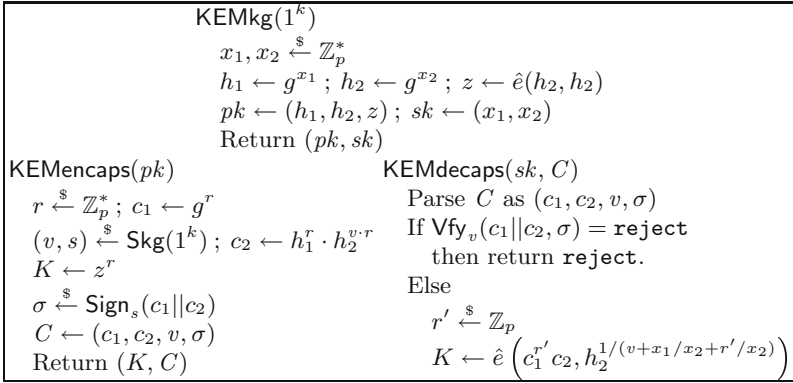 KEMkg(1^k)
x_1, x_2 ←$ ℤ_p^*
h_1 ← g^{x_1} ; h_2 ← g^{x_2} ; z ← ê(h_2, h_2)
pk ← (h_1, h_2, z) ; sk ← (x_1, x_2)
Return (pk, sk)
KEMencaps(pk)
r ←$ ℤ_p^* ; c_1 ← g^r
(v, s) ←$ Skg(1^k) ; c_2 ← h_1^r · h_2^{v·r}
K ← z^r
σ ←$ Sign_s(c_1||c_2)
C ← (c_1, c_2, v, σ)
Return (K, C)
KEMdecaps(sk, C)
Parse C as (c_1, c_2, v, σ)
If Vfy_v(c_1||c_2, σ) = reject
then return reject.
Else
r' ←$ ℤ_p
K ← ê(c_1^{r'} c_2, h_2^{1/(v+x_1/x_2+r'/x_2)})